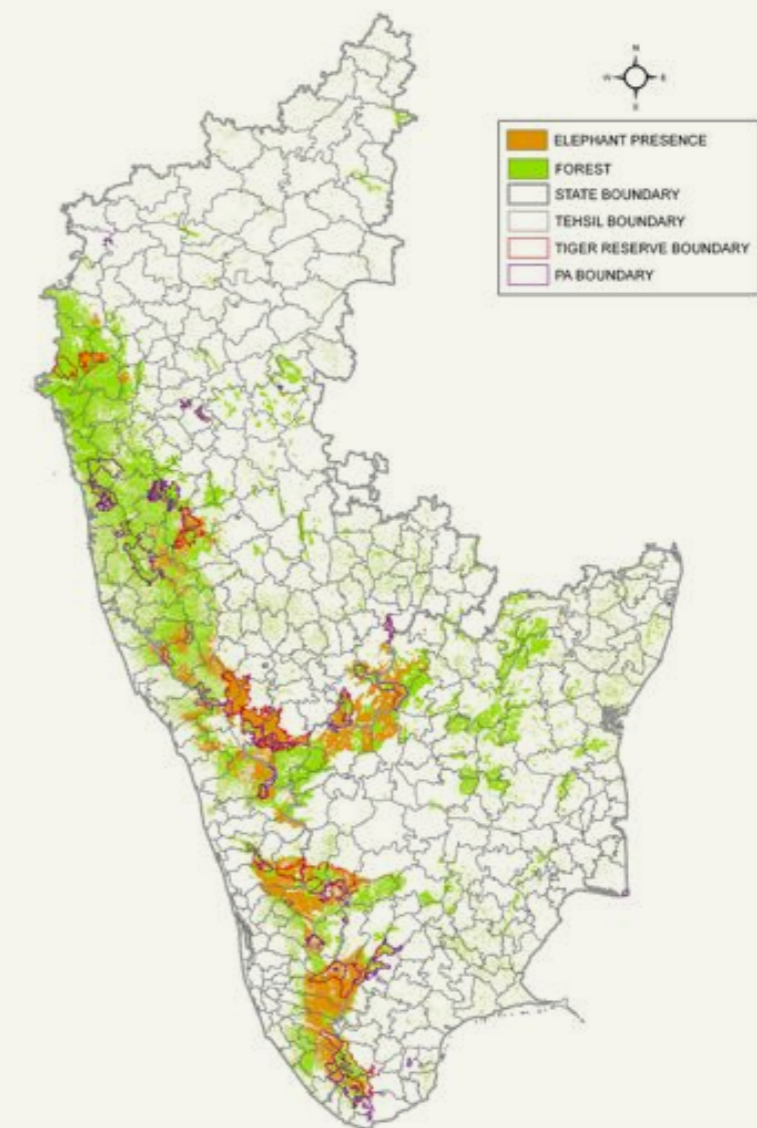 N
W E
S
ELEPHANT PRESENCE
FOREST
STATE BOUNDARY
TEHSIL BOUNDARY
TIGER RESERVE BOUNDARY
PA BOUNDARY